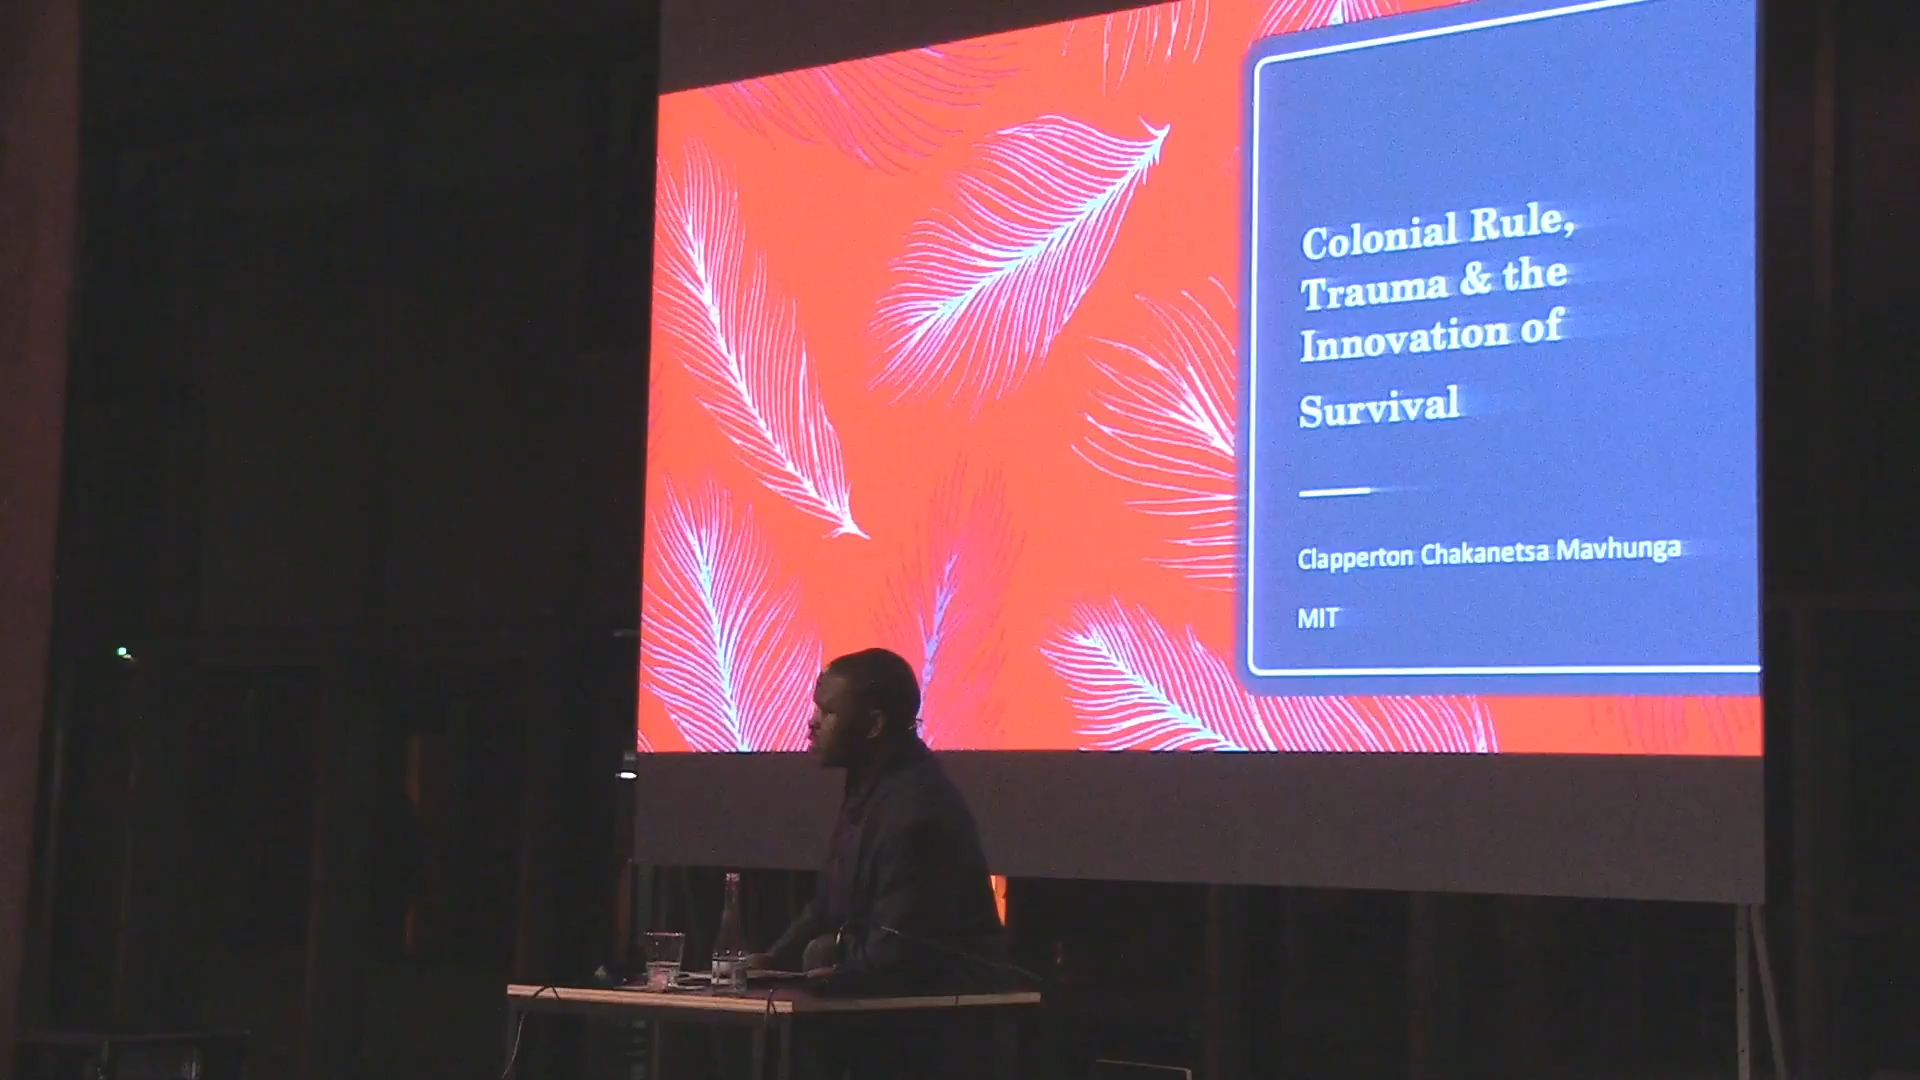 Colonial Rule,
Trauma & the
Innovation of
Survival
Clapperton Chakanetsa Mavhunga
MIT